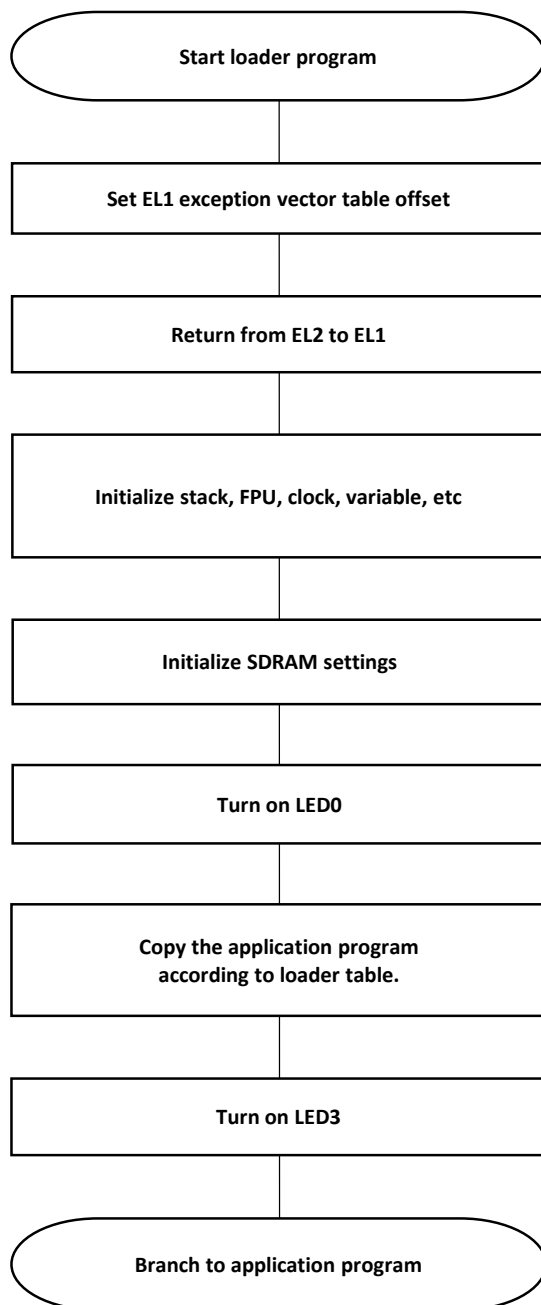 Start loader program
Set EL1 exception vector table offset
Return from EL2 to EL1
Initialize stack, FPU, clock, variable, etc
Initialize SDRAM settings
Turn on LED0
Copy the application program
according to loader table.
Turn on LED3
Branch to application program